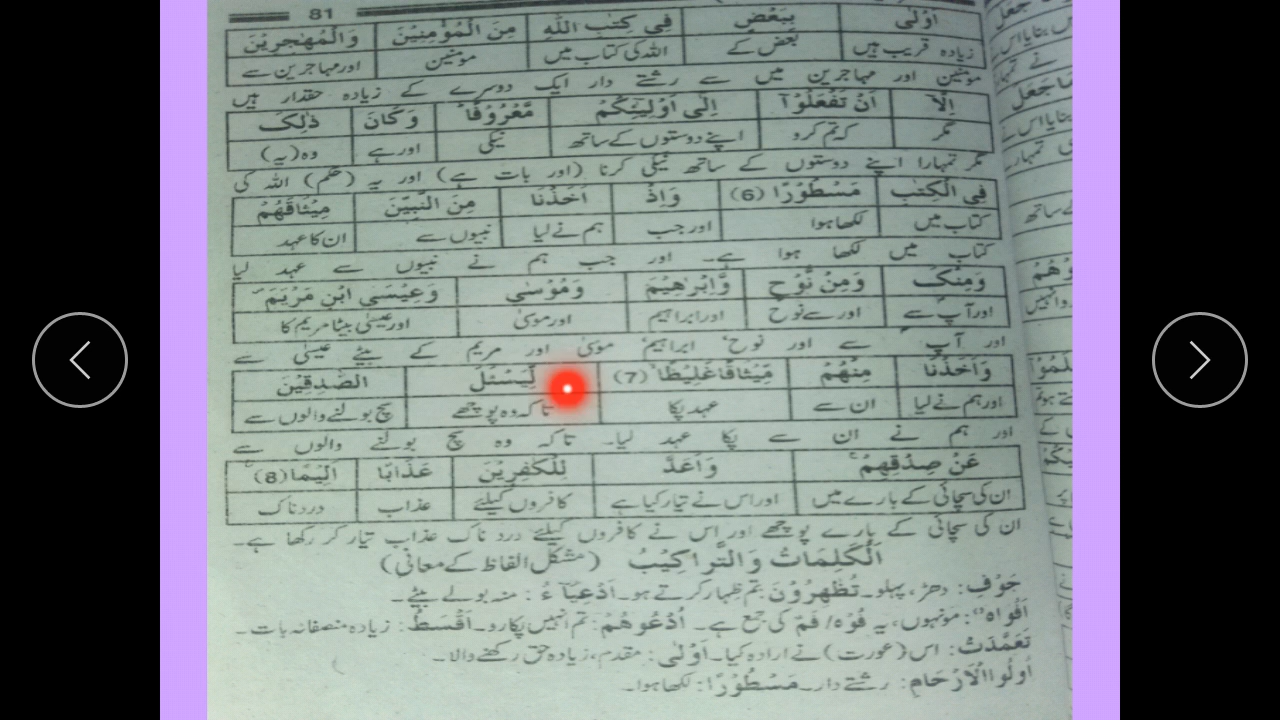 81
اَوْلٰى بِبَعْضٍ فِي كِتٰبِ اللّٰهِ مِنَ الْمُؤْمِنِيْنَ وَالْمُهٰجِرِيْنَ
زیادہ قریب ہیں بعض کے اللہ کی کتاب میں مومنین اور مہاجرین سے
مومنین اور مہاجرین میں سے رشتے دار ایک دوسرے کے زیادہ حقدار ہیں
اِلَّآ اَنْ تَفْعَلُوْٓا اِلٰٓى اَوْلِيٰٓئِكُمْ مَّعْرُوْفًا وَكَانَ ذٰلِكَ
مگر کہ تم کرو اپنے دوستوں کے ساتھ نیکی اور ہے وہ (یہ)
مگر تمہارا اپنے دوستوں کے ساتھ نیکی کرنا (اور بات ہے) اور یہ (حکم) اللہ کی
فِي الْكِتٰبِ مَسْطُوْرًا (6) وَاِذْ اَخَذْنَا مِنَ النَّبِيّٖنَ مِيْثَاقَهُمْ
کتاب میں لکھا ہوا اور جب ہم نے لیا نبیوں سے ان کا عہد
کتاب میں لکھا ہوا ہے۔ اور جب ہم نے نبیوں سے عہد لیا
وَمِنْكَ وَمِنْ نُّوْحٍ وَّاِبْرٰهِيْمَ وَمُوْسٰى وَعِيْسَى ابْنِ مَرْيَمَ
اور آپ سے اور سے نوح اور ابراہیم اور موسیٰ اور عیسیٰ بیٹا مریم کا
اور آپ سے اور نوح ابراہیم موسیٰ اور مریم کے بیٹے عیسیٰ سے
وَاَخَذْنَا مِنْهُمْ مِّيْثَاقًا غَلِيْظًا (7) لِّيَسْـَٔلَ الصّٰدِقِيْنَ
اور ہم نے لیا ان سے عہد پکا تاکہ وہ پوچھے سچ بولنے والوں سے
اور ہم نے ان سے پکا عہد لیا۔ تاکہ وہ سچ بولنے والوں سے
عَنْ صِدْقِهِمْ وَاَعَدَّ لِلْكٰفِرِيْنَ عَذَابًا اَلِيْمًا (8)
ان کی سچائی کے بارے میں اور اس نے تیار کیا ہے کافروں کیلئے عذاب دردناک
ان کی سچائی کے بارے پوچھے اور اس نے کافروں کیلئے درد ناک عذاب تیار کر رکھا ہے۔
اَلْكَلِمَاتُ وَالتَّرَاكِيْبُ (مشکل الفاظ کے معانی)
جَوْفِ: دھڑ، پہلو۔ تُظٰهِرُوْنَ: تم ظہار کرتے ہو۔ اَدْعِيَآءُ: منہ بولے بیٹے۔
اَفْوَاه: مونہوں، یہ فُوْه/ فَمْ کی جمع ہے۔ اُدْعُوْهُمْ: تم انہیں پکارو۔ اَقْسَطُ: زیادہ منصفانہ بات۔
تَعَمَّدَتْ: اس (عورت) نے ارادہ کیا۔ اَوْلٰى: مقدم، زیادہ حق رکھنے والا۔
اُولُوا الْاَرْحَامِ: رشتے دار۔ مَسْطُوْرًا: لکھا ہوا۔